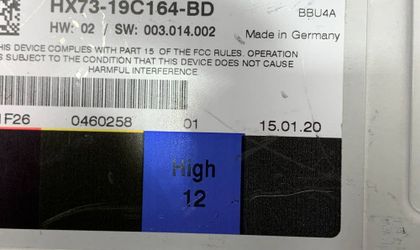 HX73-19C164-BD
BBU4A
HW: 02 / SW: 003.014.002
Made in Germany
THIS DEVICE COMPLIES WITH PART 15 OF THE FCC RULES. OPERATION
IS SUBJECT TO THE CONDITION THAT THIS DEVICE DOES NOT CAUSE
HARMFUL INTERFERENCE
1F26 0460258 01 15.01.20
High
12